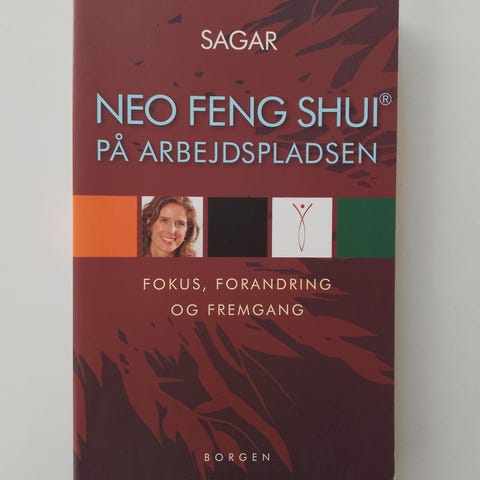 SAGAR
NEO FENG SHUI®
PÅ ARBEJDSPLADSEN
FOKUS, FORANDRING
OG FREMGANG
BORGEN